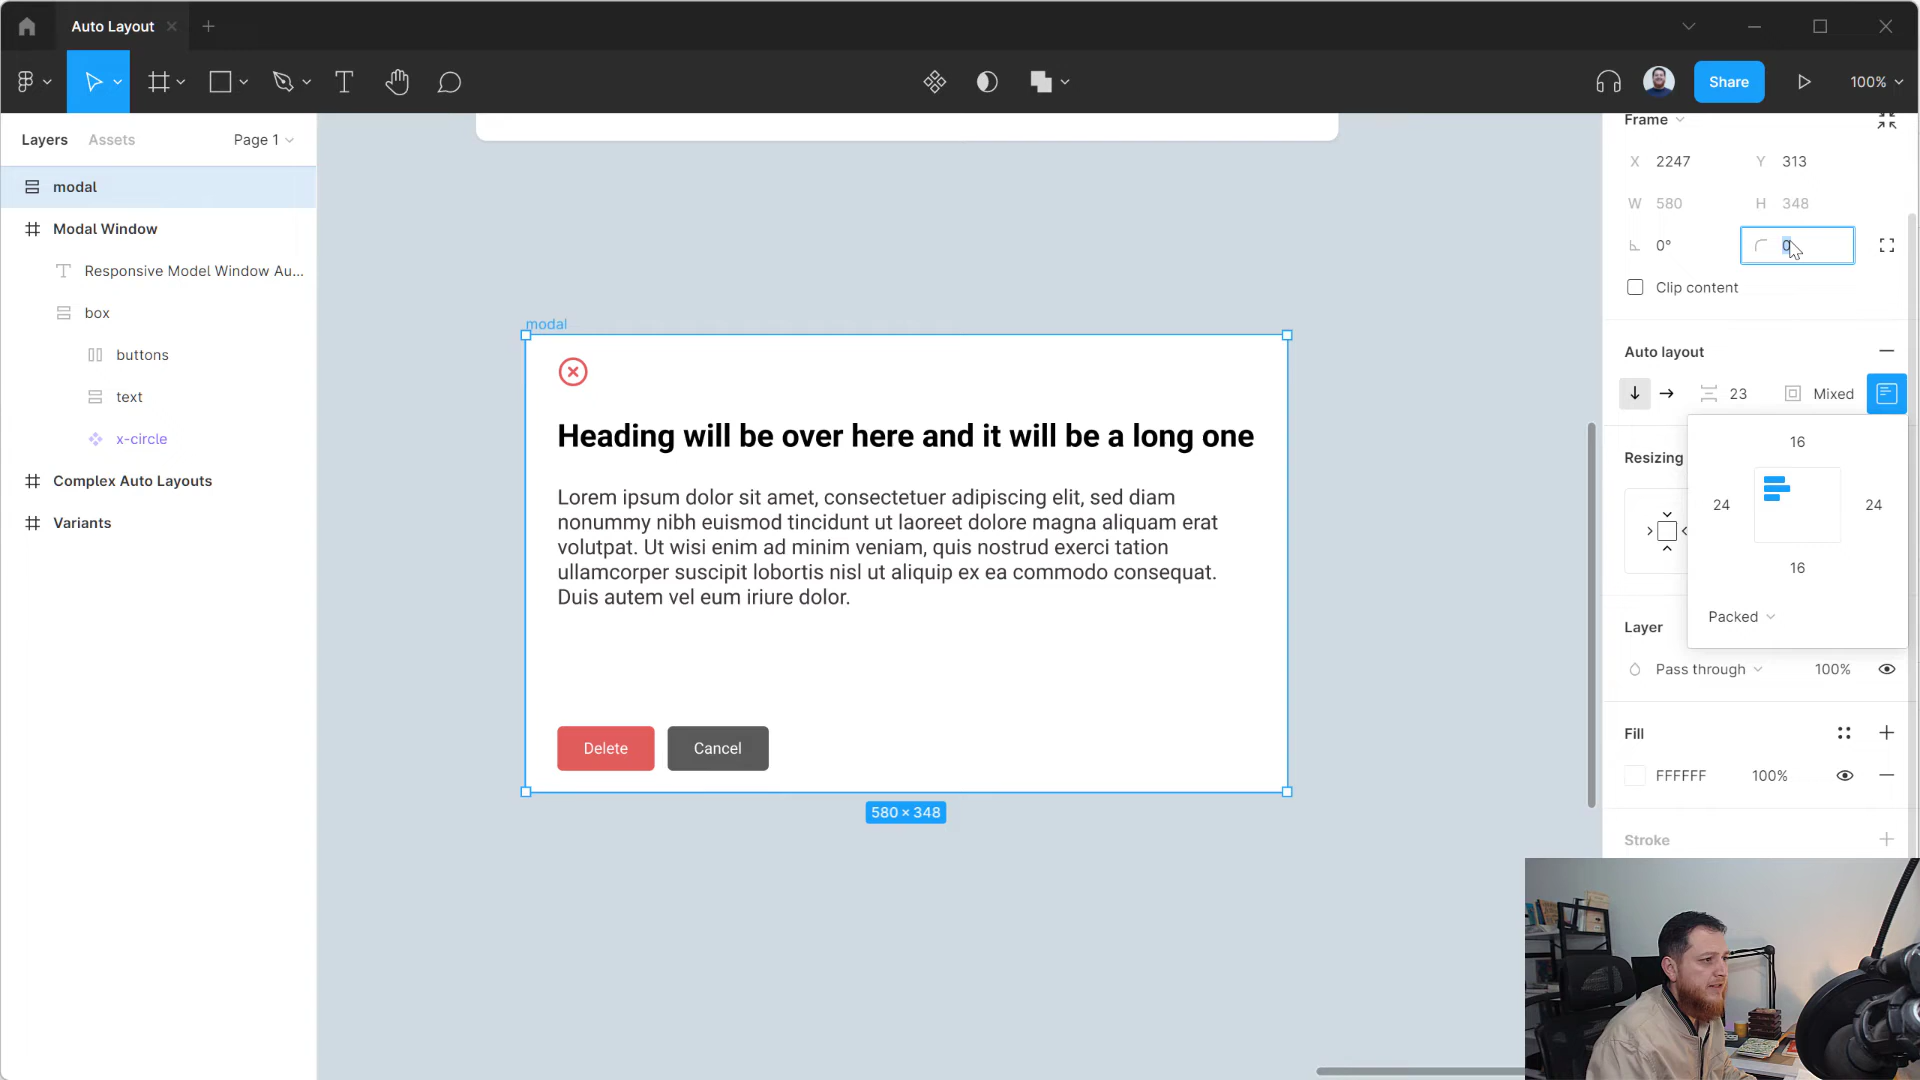 Auto Layout
Share
100%
Layers
Assets
Page 1
modal
Modal Window
Responsive Model Window Au...
box
buttons
text
x-circle
Complex Auto Layouts
Variants
modal
Heading will be over here and it will be a long one
Lorem ipsum dolor sit amet, consectetuer adipiscing elit, sed diam
nonummy nibh euismod tincidunt ut laoreet dolore magna aliquam erat
volutpat. Ut wisi enim ad minim veniam, quis nostrud exerci tation
ullamcorper suscipit lobortis nisl ut aliquip ex ea commodo consequat.
Duis autem vel eum iriure dolor.
Delete
Cancel
580 × 348
Frame
X 2247
Y 313
W 580
H 348
0°
0
Clip content
Auto layout
23
Mixed
16
24
24
16
Packed
Resizing
Layer
Pass through
100%
Fill
FFFFFF
100%
Stroke